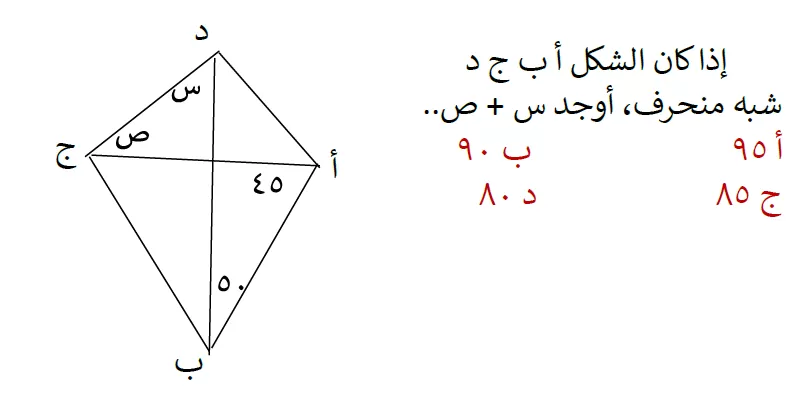 إذا كان الشكل أ ب ج د
شبه منحرف، أوجد س + ص..
أ ٩٥ ب ٩٠
ج ٨٥ د ٨٠
د
س
ص
ج
أ
٤٥
٥٠
ب